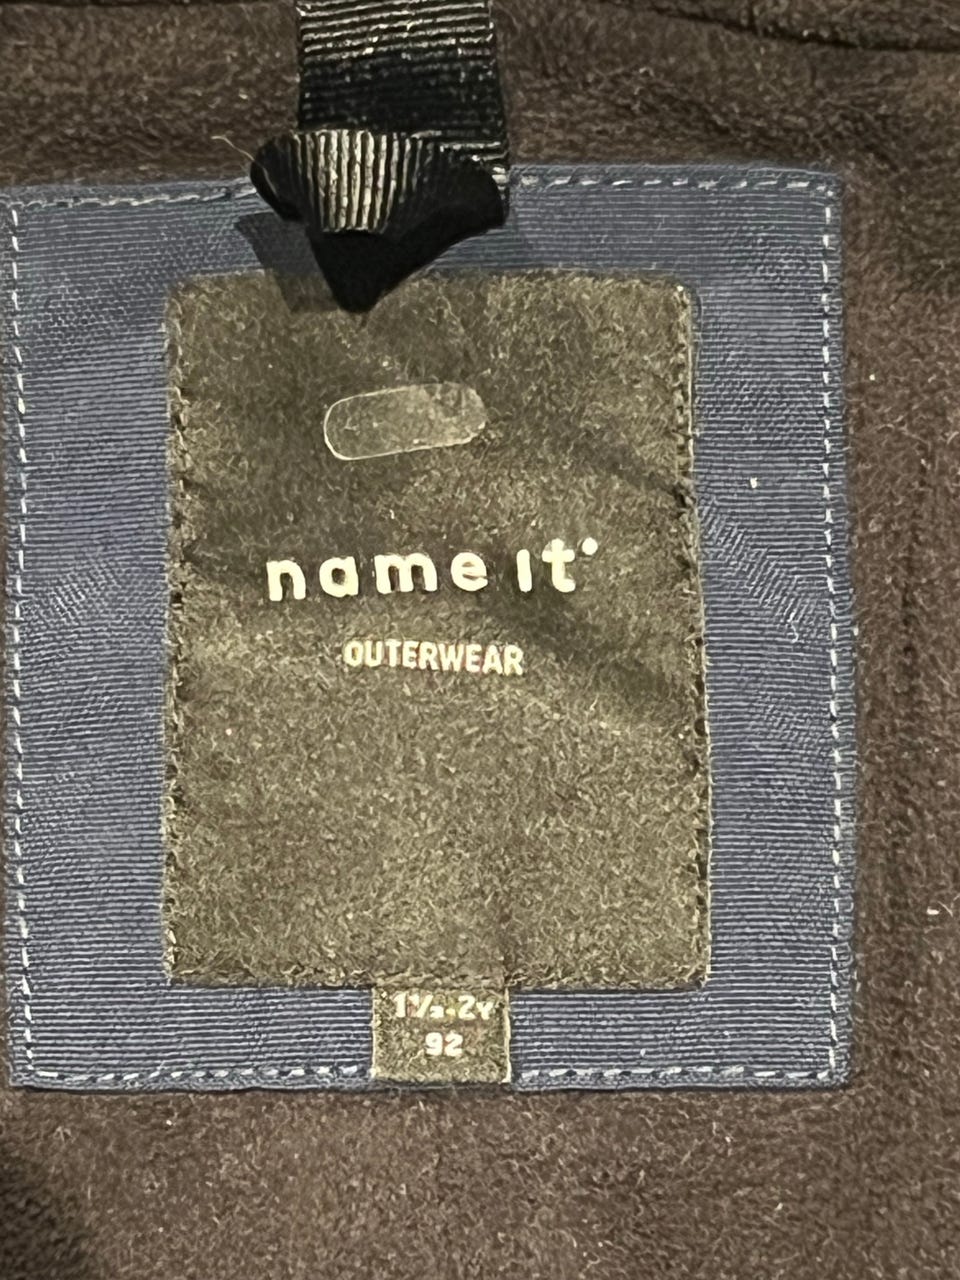 name it°
OUTERWEAR
1½-2Y
92